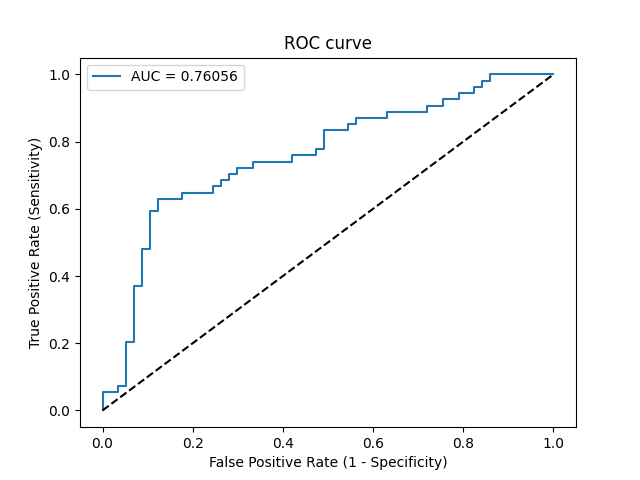 ROC curve
AUC = 0.76056
True Positive Rate (Sensitivity)
1.0
0.8
0.6
0.4
0.2
0.0
0.0 0.2 0.4 0.6 0.8 1.0
False Positive Rate (1 - Specificity)